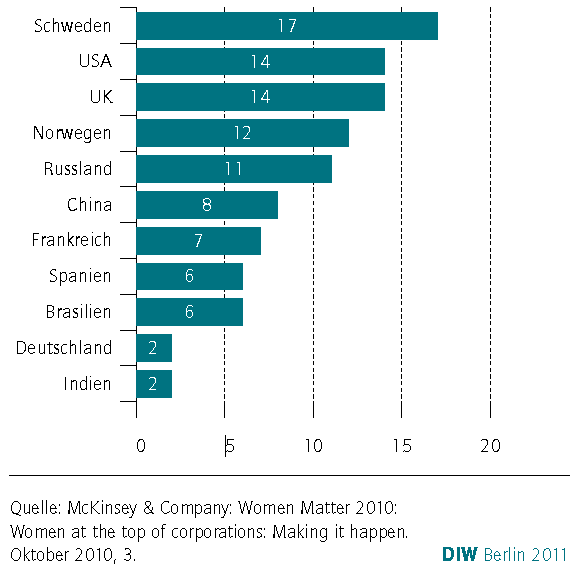 Schweden 17
USA 14
UK 14
Norwegen 12
Russland 11
China 8
Frankreich 7
Spanien 6
Brasilien 6
Deutschland 2
Indien 2
0 5 10 15 20
Quelle: McKinsey & Company: Women Matter 2010:
Women at the top of corporations: Making it happen.
Oktober 2010, 3. DIW Berlin 2011